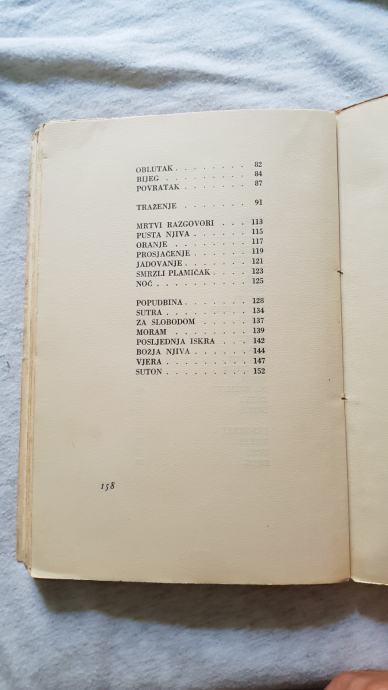 OBLUTAK . . . . . . . . 82
BIJEG . . . . . . . . . 84
POVRATAK . . . . . . . 87
TRAŽENJE . . . . . . . 91
MRTVI RAZGOVORI . . . 113
PUSTA NJIVA . . . . . . 115
ORANJE . . . . . . . . 117
PROSJAČENJE . . . . . . 119
JADOVANJE . . . . . . . 121
SMRZLI PLAMIČAK . . . . 123
NOĆ . . . . . . . . . . 125
POPUDBINA . . . . . . . 128
SUTRA . . . . . . . . . 134
ZA SLOBODOM . . . . . 137
MORAM . . . . . . . . 139
POSLJEDNJA ISKRA . . . 142
BOŽJA NJIVA . . . . . . 144
VJERA . . . . . . . . . 147
SUTON . . . . . . . . . 152
158